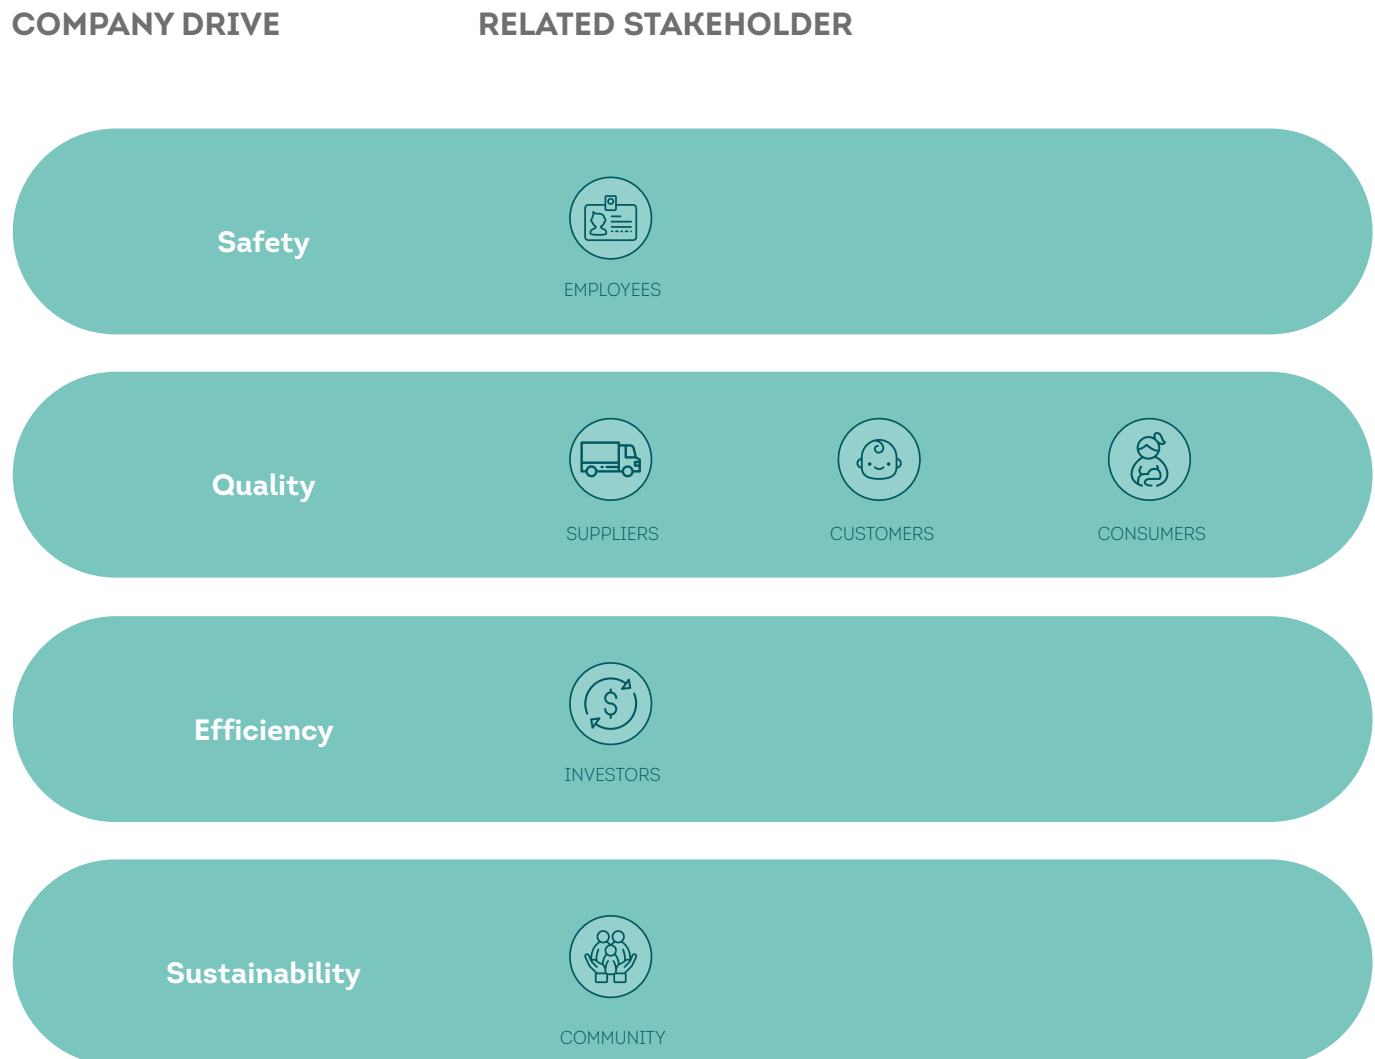 COMPANY DRIVE
RELATED STAKEHOLDER
Safety
EMPLOYEES
Quality
SUPPLIERS
CUSTOMERS
CONSUMERS
Efficiency
$
INVESTORS
Sustainability
COMMUNITY